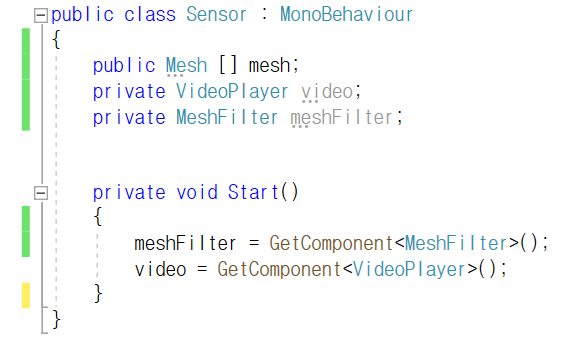 public class Sensor : MonoBehaviour
{
public Mesh [] mesh;
private VideoPlayer video;
private MeshFilter meshFilter;
private void Start()
{
meshFilter = GetComponent<MeshFilter>();
video = GetComponent<VideoPlayer>();
}
}